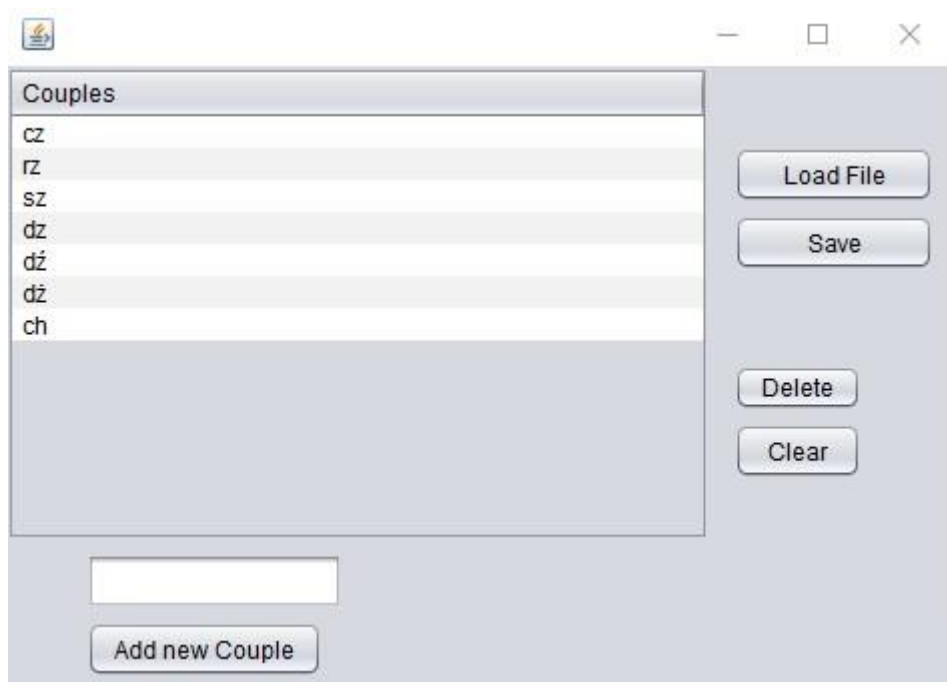 Couples
cz
rz
sz
dz
dź
dż
ch
Load File
Save
Delete
Clear
Add new Couple